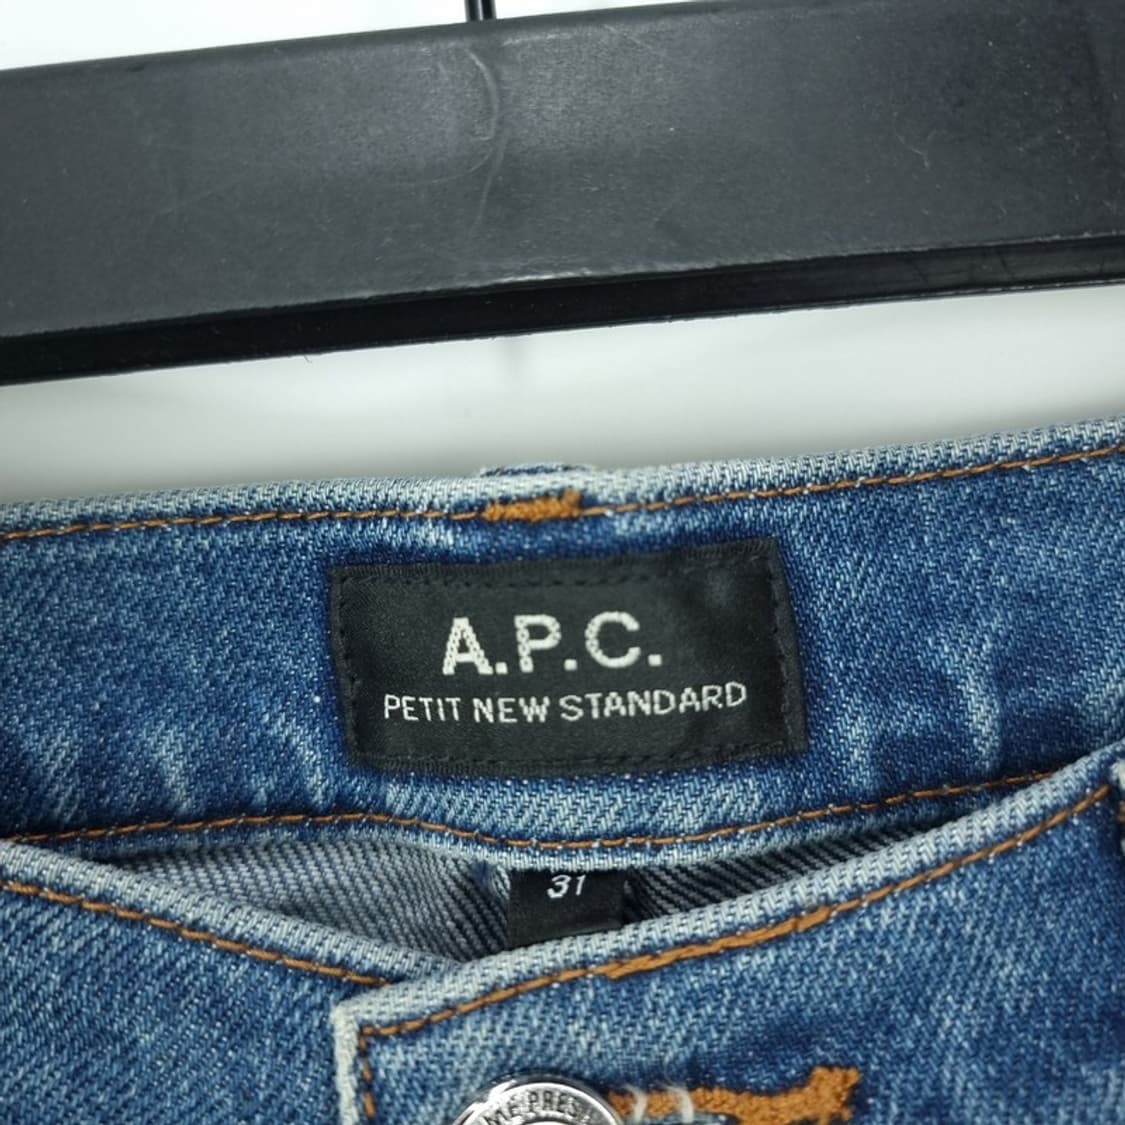 A.P.C.
PETIT NEW STANDARD
31